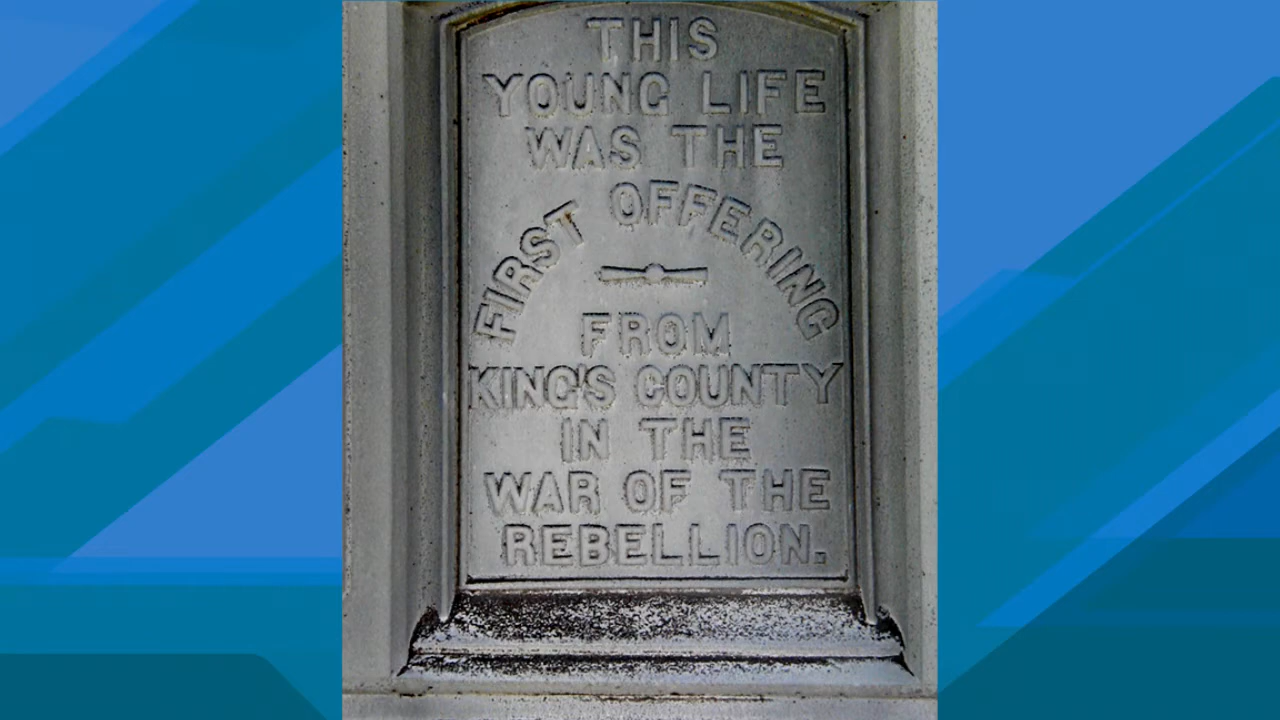 THIS
YOUNG LIFE
WAS THE
FIRST OFFERING
FROM
KING'S COUNTY
IN THE
WAR OF THE
REBELLION.